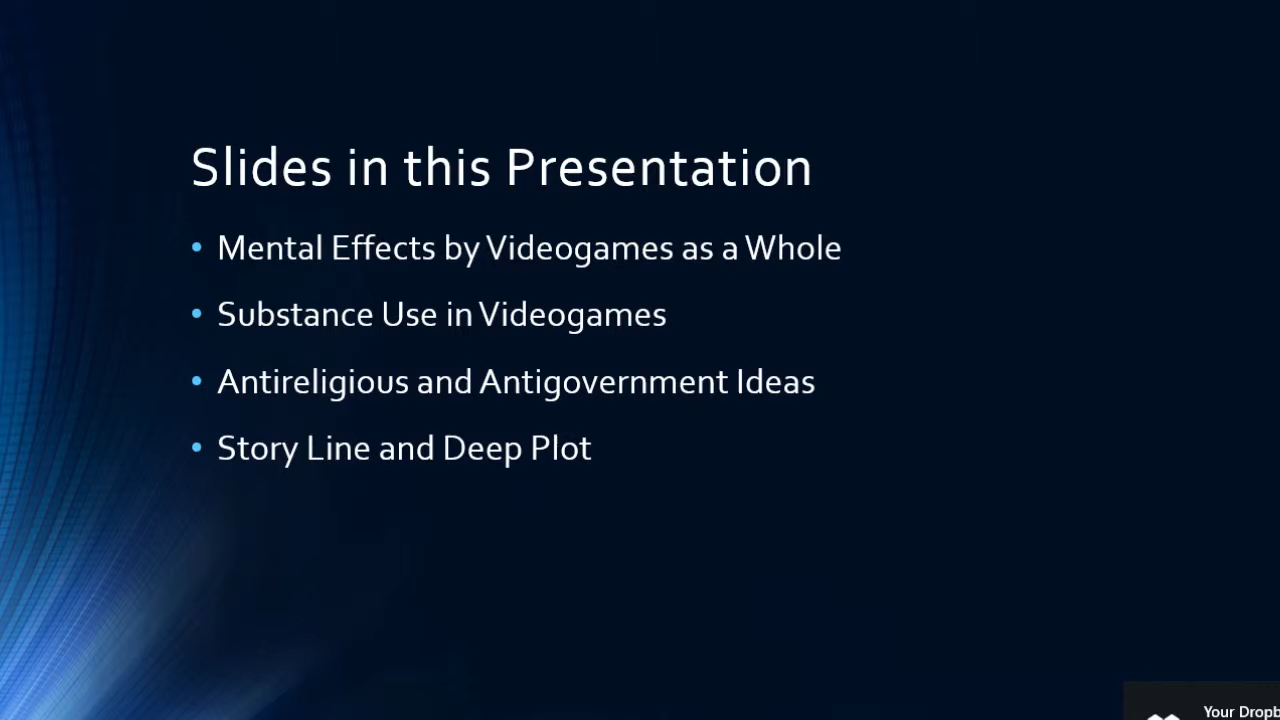 Slides in this Presentation
• Mental Effects by Videogames as a Whole
• Substance Use in Videogames
• Antireligious and Antigovernment Ideas
• Story Line and Deep Plot
Your